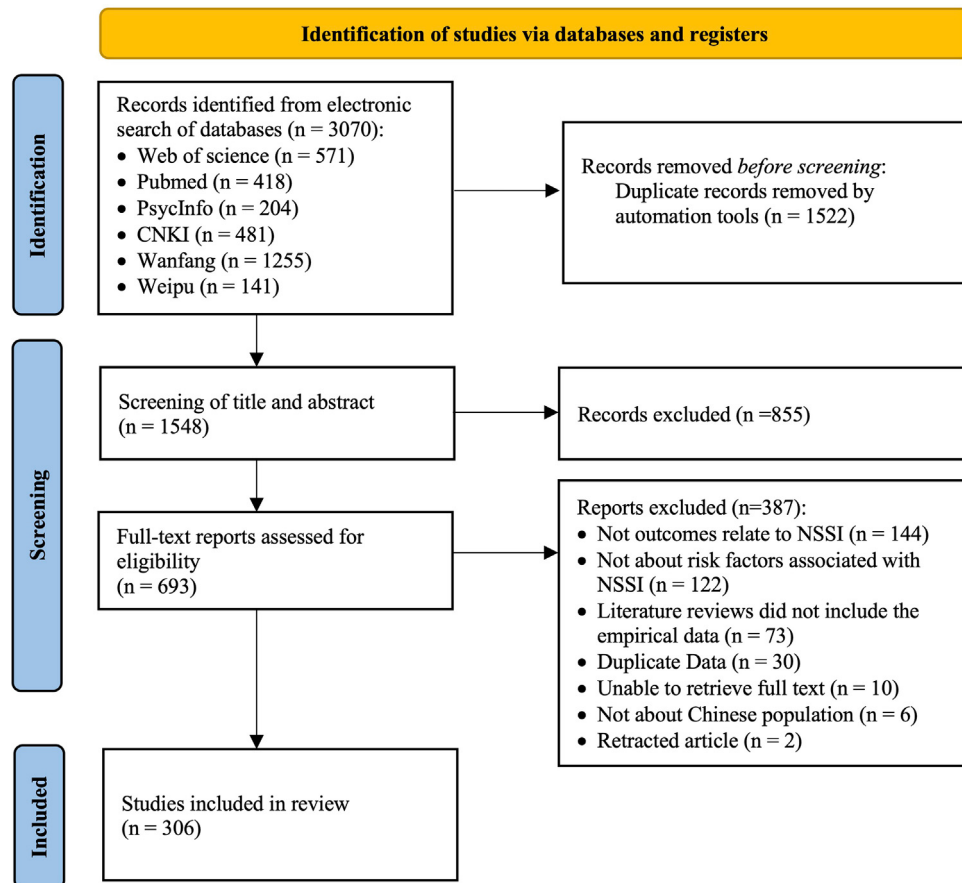 Identification of studies via databases and registers
Identification
Records identified from electronic
search of databases (n = 3070):
• Web of science (n = 571)
• Pubmed (n = 418)
• PsycInfo (n = 204)
• CNKI (n = 481)
• Wanfang (n = 1255)
• Weipu (n = 141)
Records removed before screening:
Duplicate records removed by
automation tools (n = 1522)
Screening
Screening of title and abstract
(n = 1548)
Records excluded (n =855)
Full-text reports assessed for
eligibility
(n = 693)
Reports excluded (n=387):
• Not outcomes relate to NSSI (n = 144)
• Not about risk factors associated with
NSSI (n = 122)
• Literature reviews did not include the
empirical data (n = 73)
• Duplicate Data (n = 30)
• Unable to retrieve full text (n = 10)
• Not about Chinese population (n = 6)
• Retracted article (n = 2)
Included
Studies included in review
(n = 306)